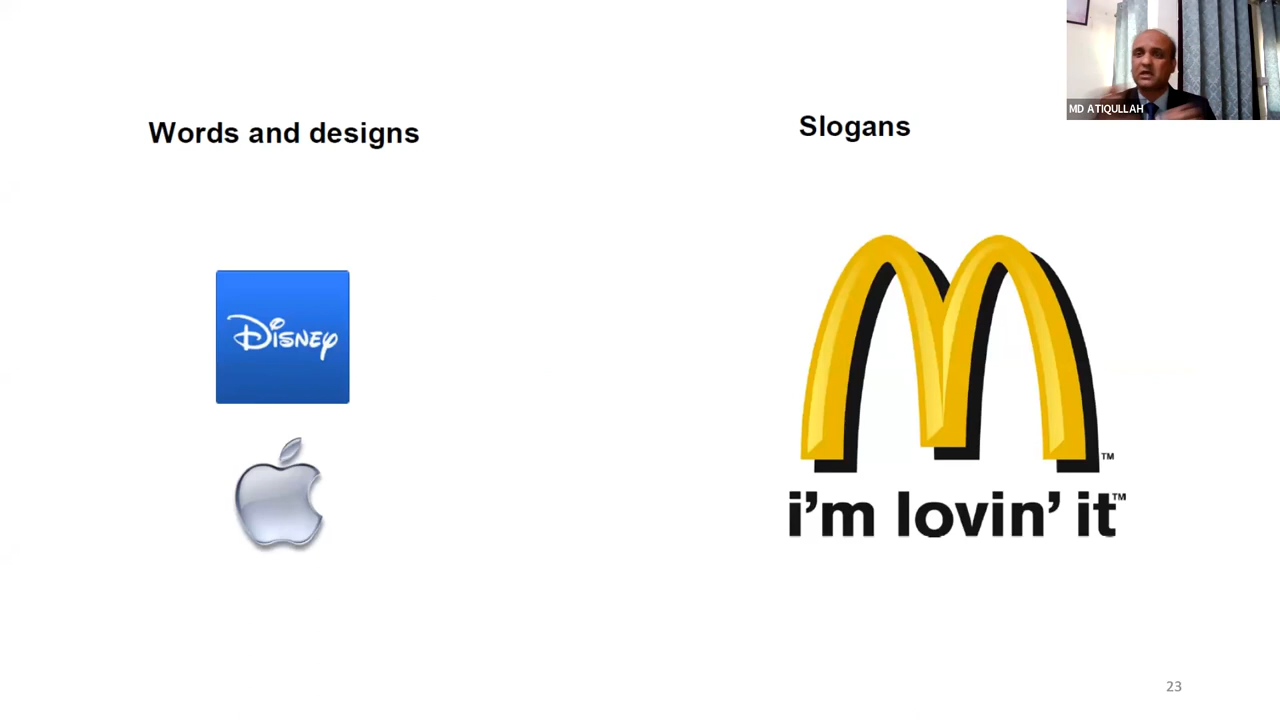 MD ATIQULLAH
Words and designs
Slogans
DISNEY
TM
i'm lovin' it™
23